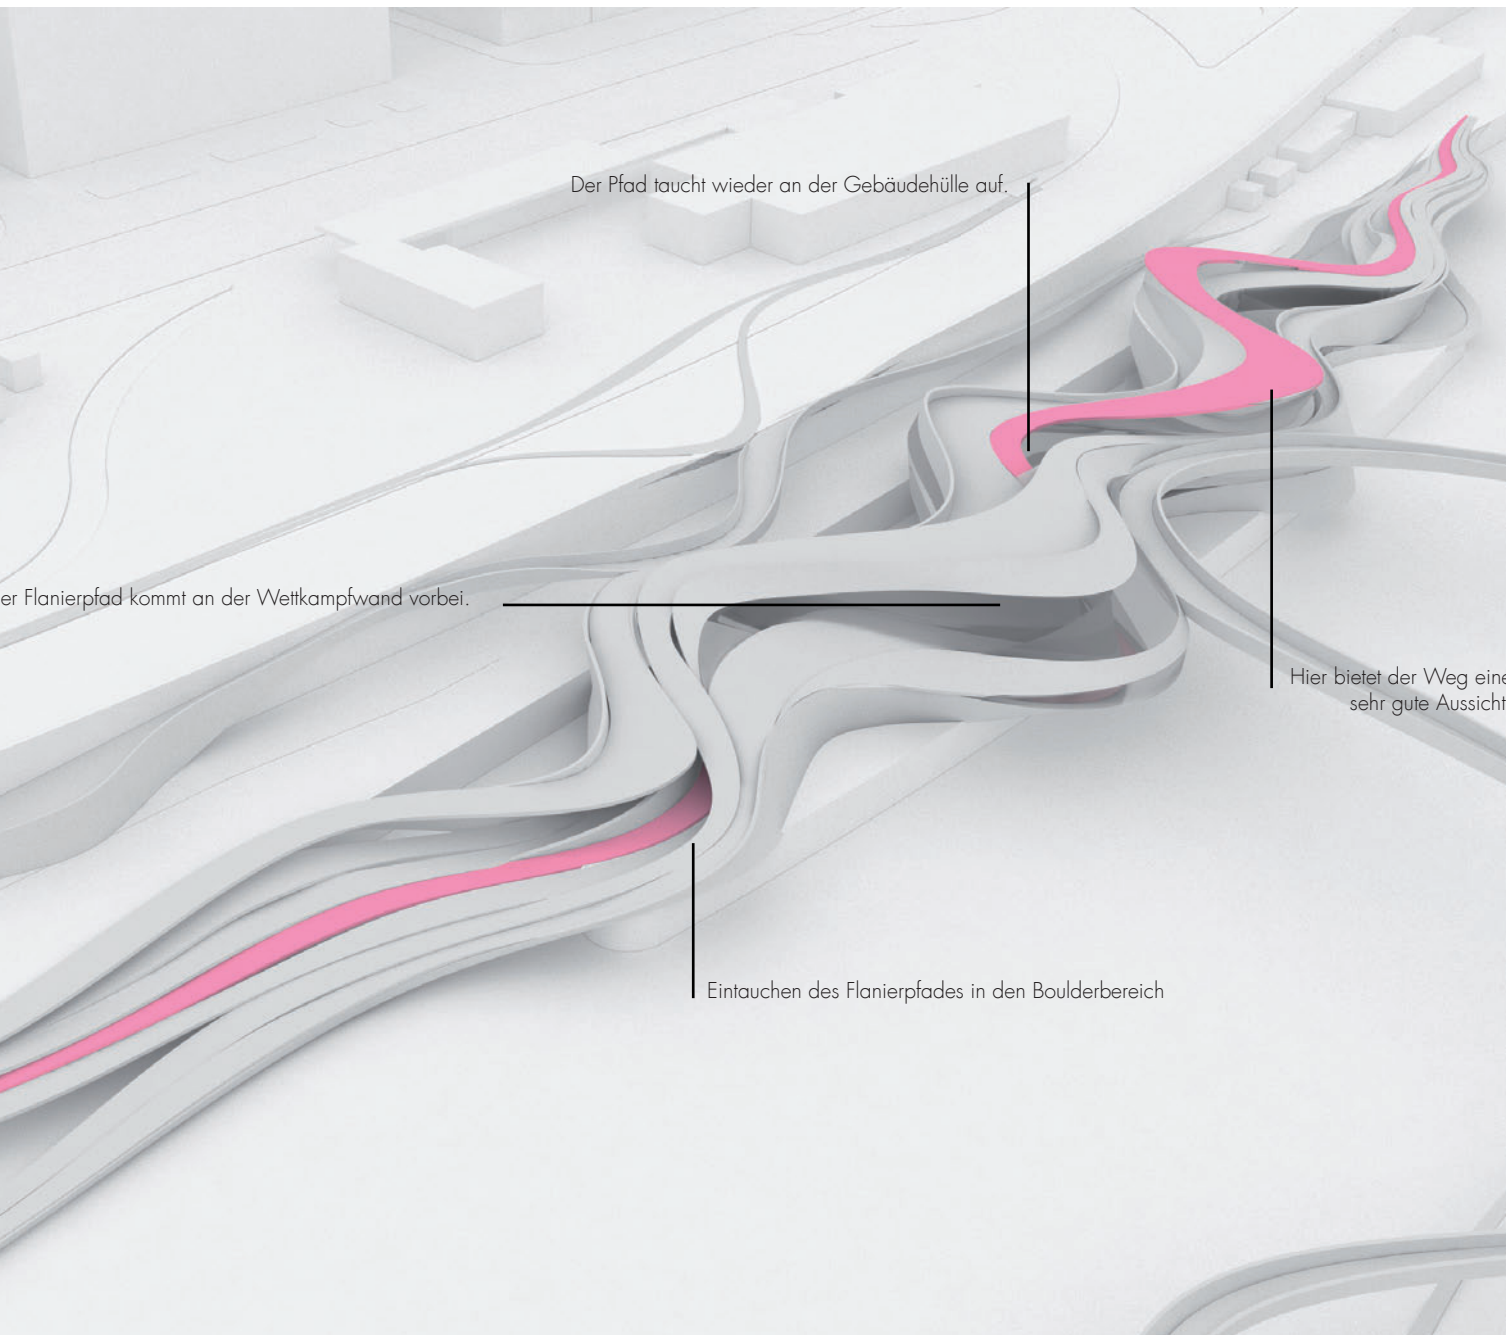 Der Pfad taucht wieder an der Gebäudehülle auf.
er Flanierpfad kommt an der Wettkampfwand vorbei.
Hier bietet der Weg eine
sehr gute Aussicht
Eintauchen des Flanierpfades in den Boulderbereich